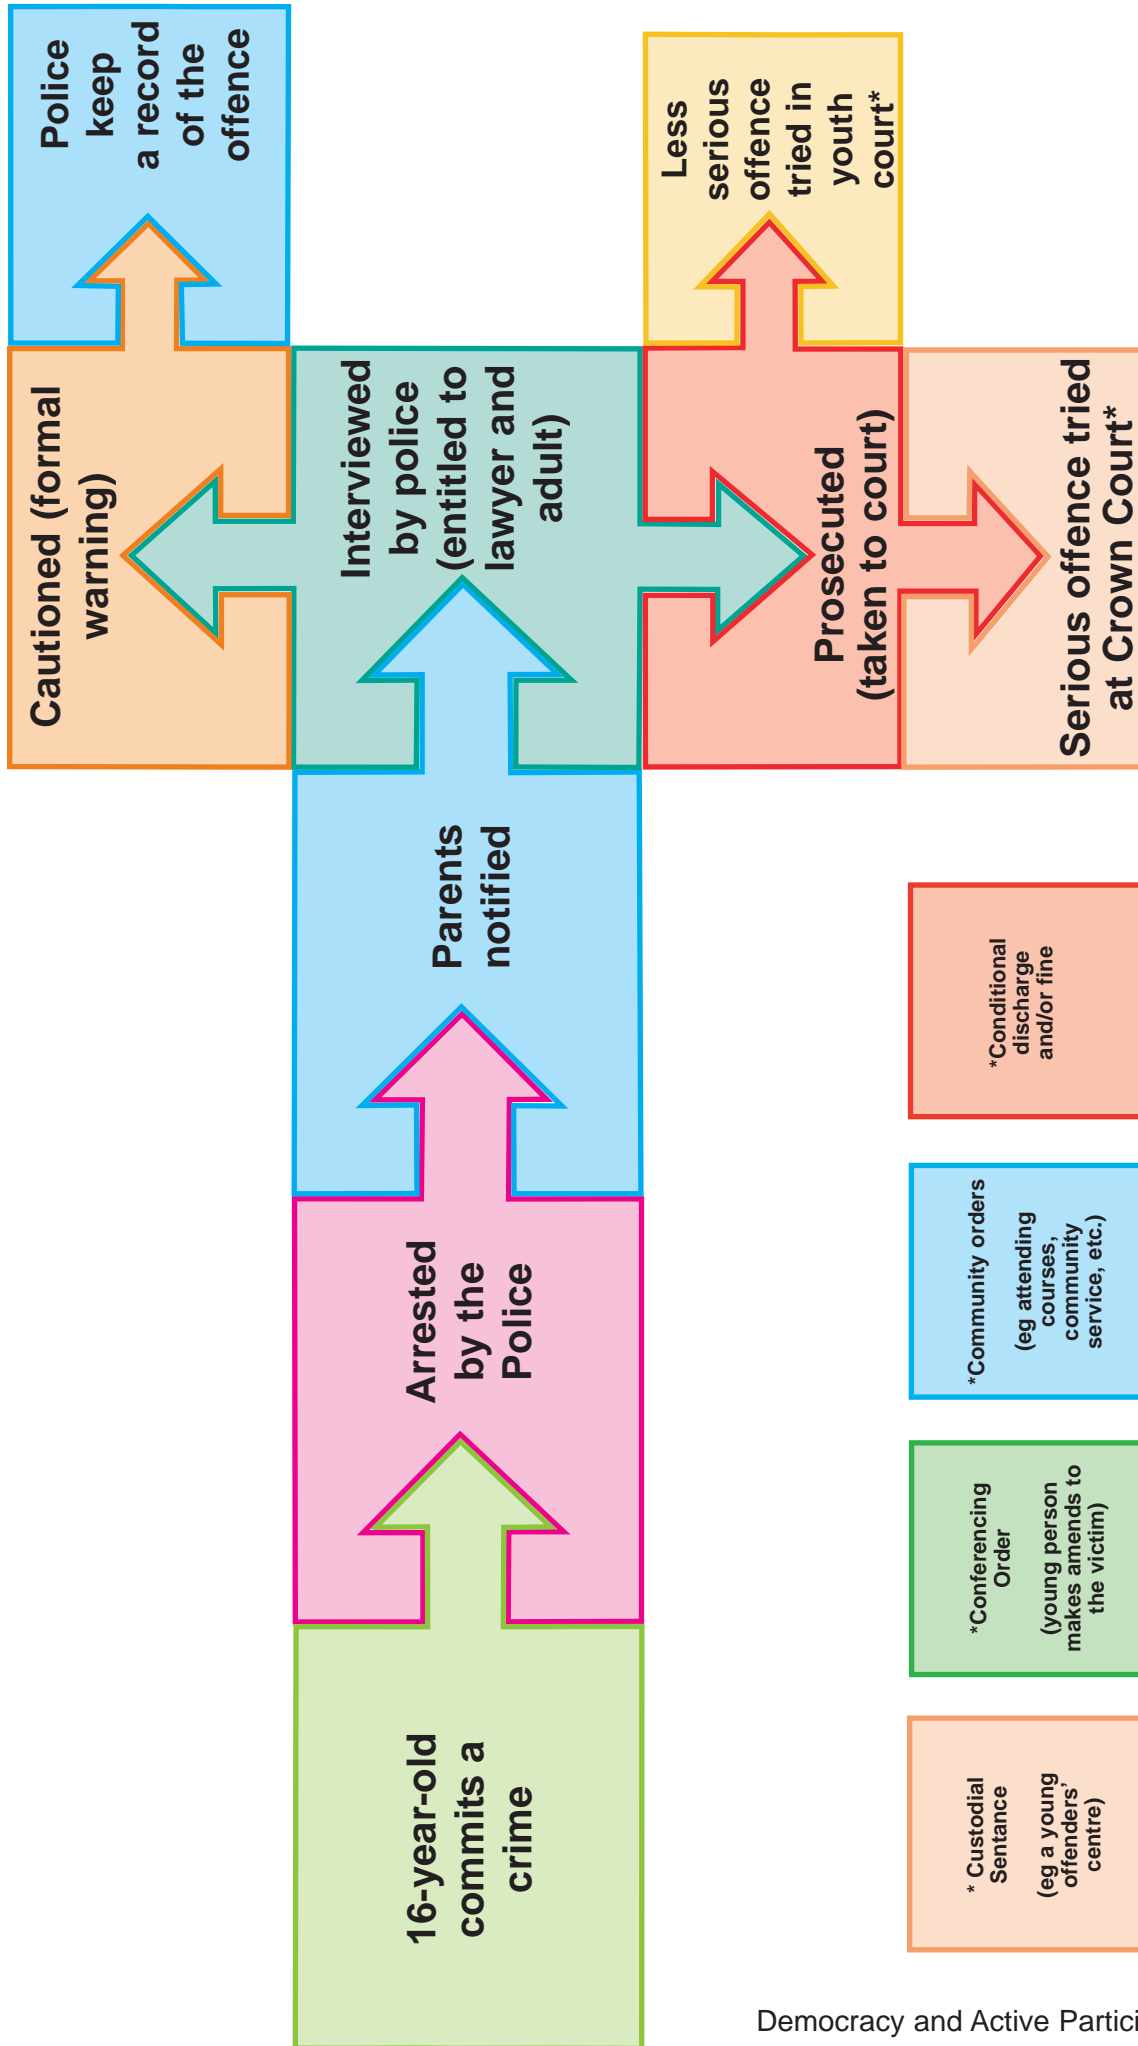 16-year-old
commits a
crime
Arrested
by the
Police
Parents
notified
Interviewed
by police
(entitled to
lawyer and
adult)
Cautioned (formal
warning)
Police
keep
a record
of the
offence
Prosecuted
(taken to court)
Less
serious
offence
tried in
youth
court*
Serious offence tried
at Crown Court*
* Custodial
Sentance
(eg a young
offenders'
centre)
*Conferencing
Order
(young person
makes amends to
the victim)
*Community orders
(eg attending
courses,
community
service, etc.)
*Conditional
discharge
and/or fine
Democracy and Active Partici